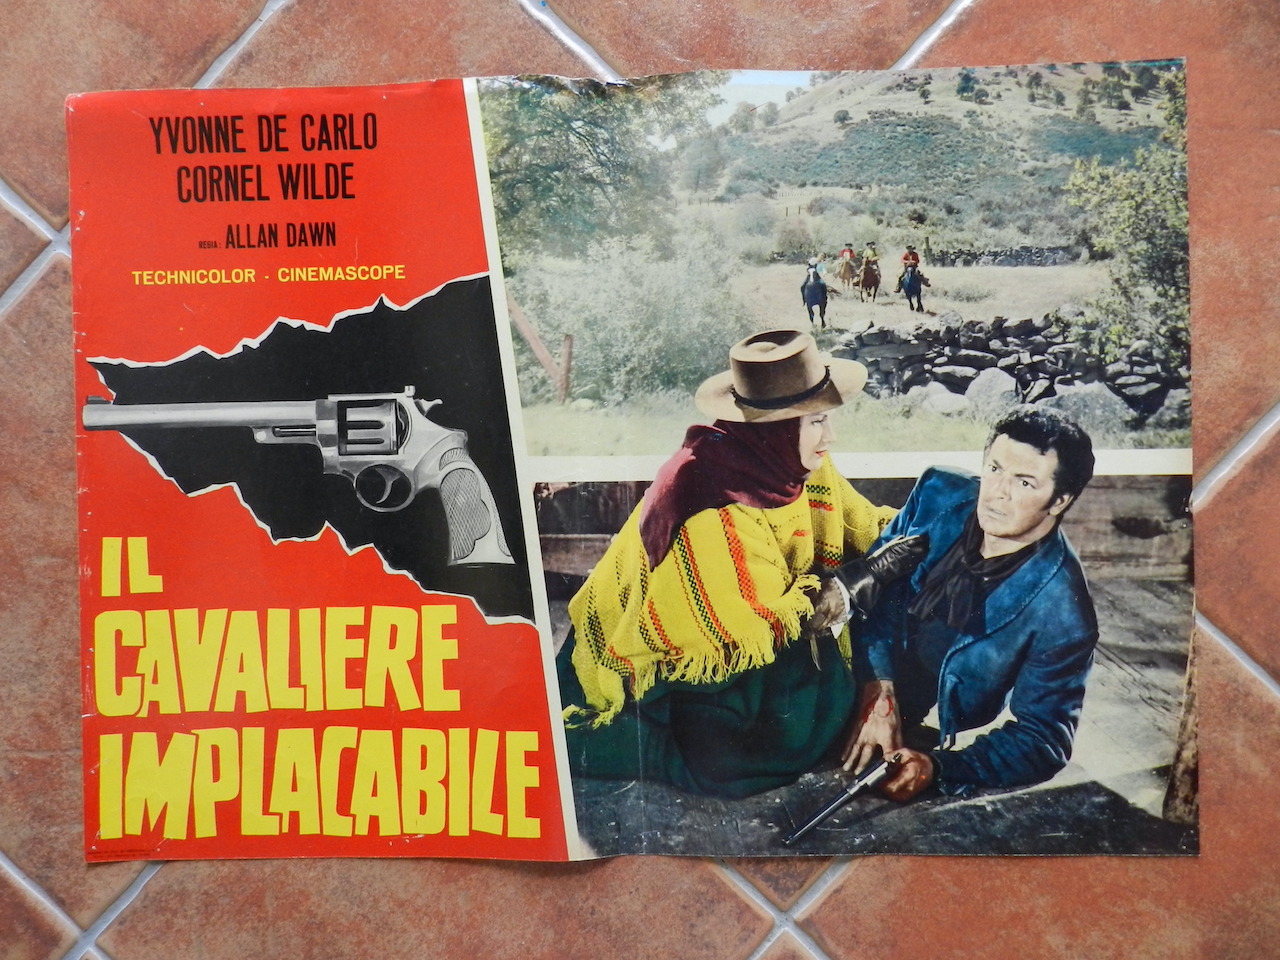 YVONNE DE CARLO
CORNEL WILDE
REGIA: ALLAN DAWN
TECHNICOLOR - CINEMASCOPE
IL
CAVALIERE
IMPLACABILE